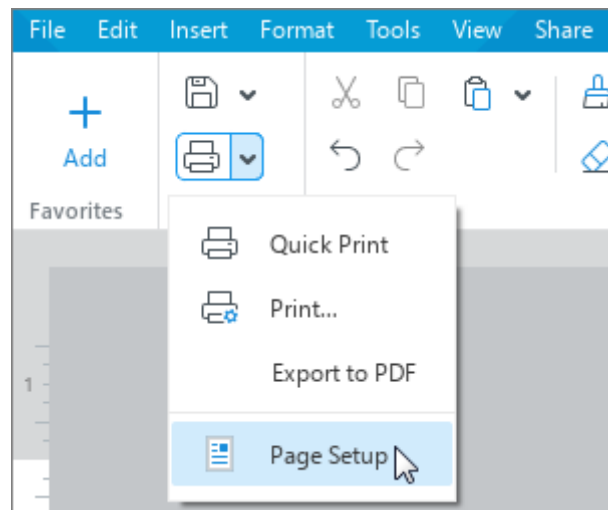 File Edit Insert Format Tools View Share
Add
Favorites
Quick Print
Print...
Export to PDF
1
Page Setup